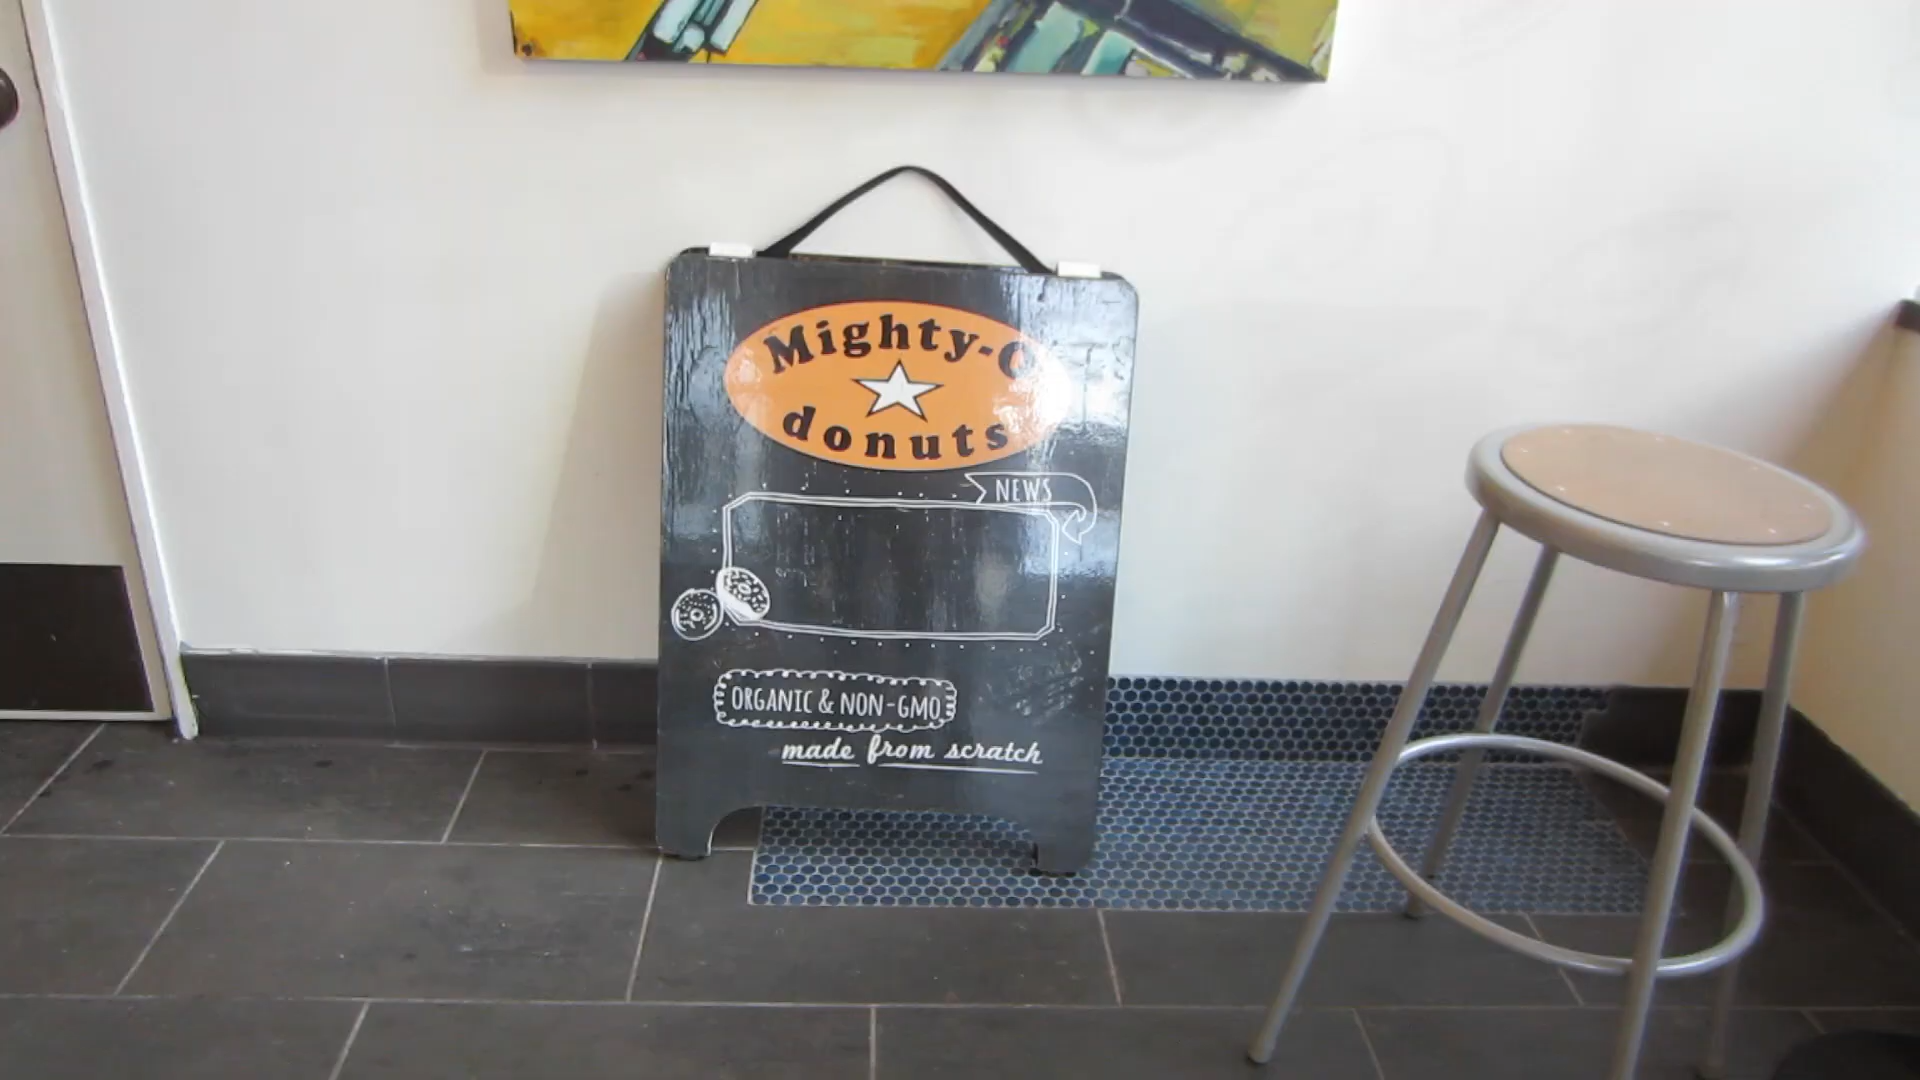 Mighty-O
donuts
NEWS
ORGANIC & NON-GMO
made from scratch